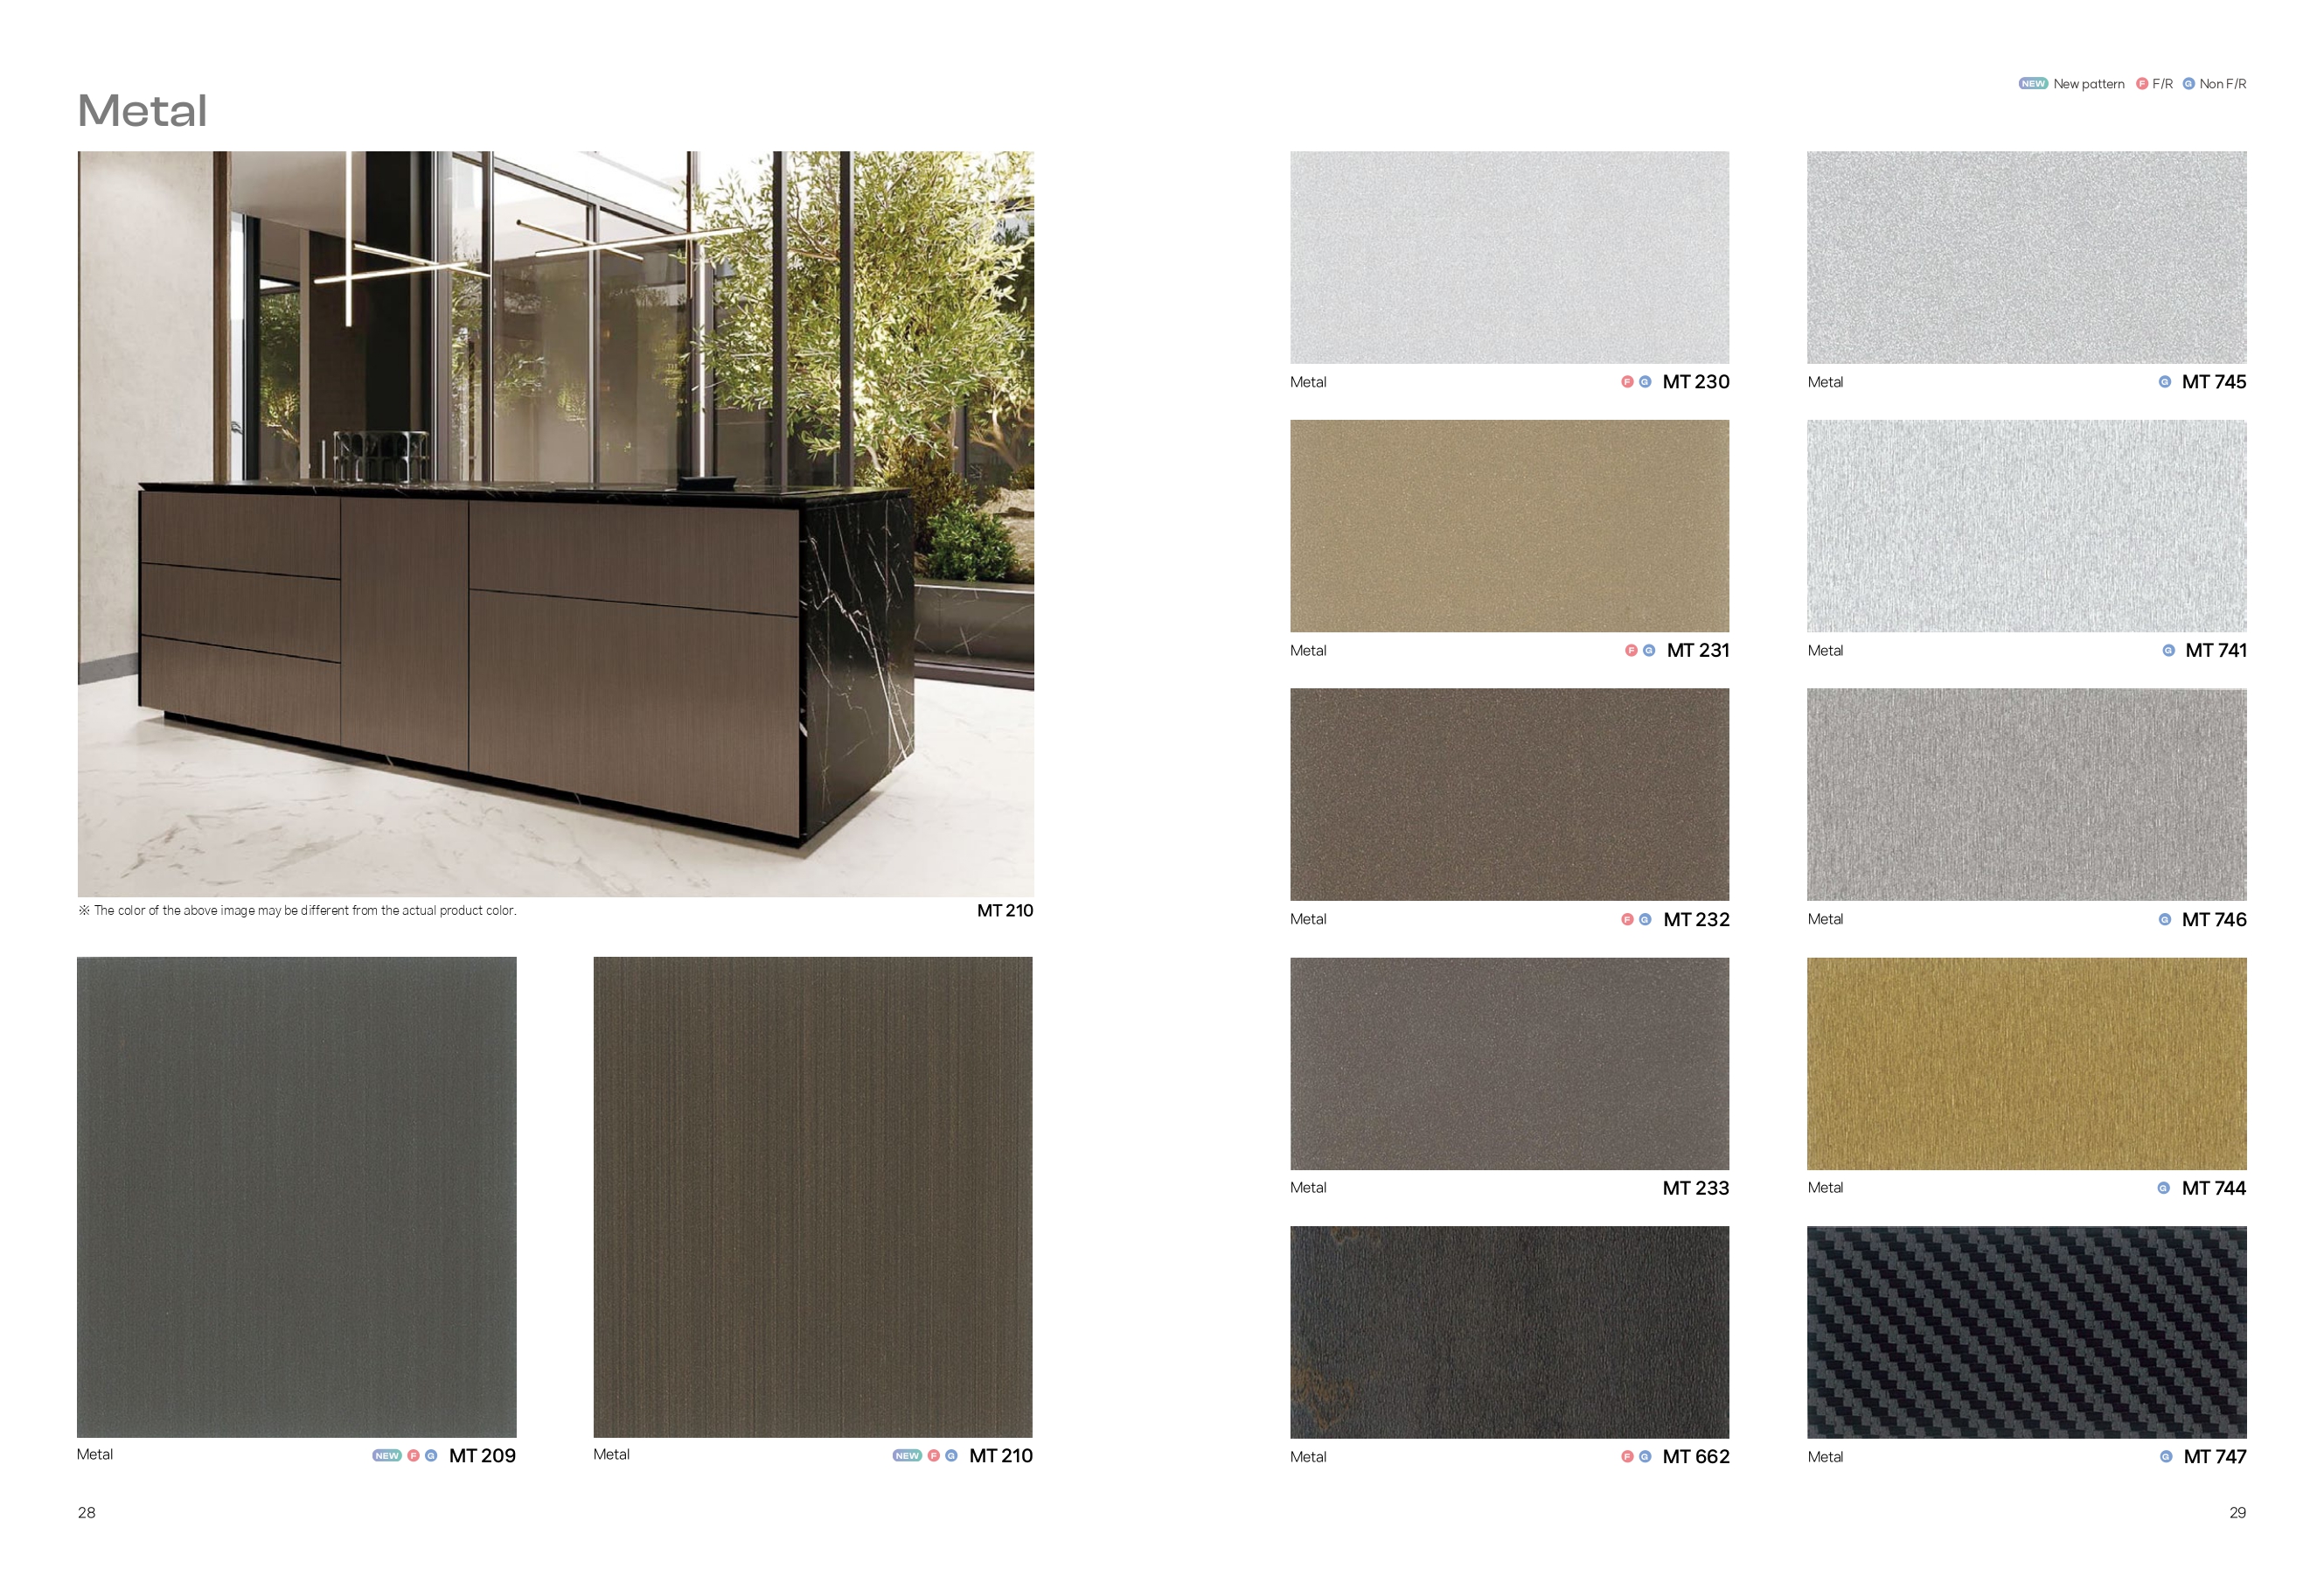 Metal
NEW New pattern F F/R G Non F/R
※ The color of the above image may be different from the actual product color.
MT 210
Metal NEW F G MT 209
Metal NEW F G MT 210
28
Metal F G MT 230
Metal G MT 745
Metal F G MT 231
Metal G MT 741
Metal F G MT 232
Metal G MT 746
Metal MT 233
Metal G MT 744
Metal F G MT 662
Metal G MT 747
29